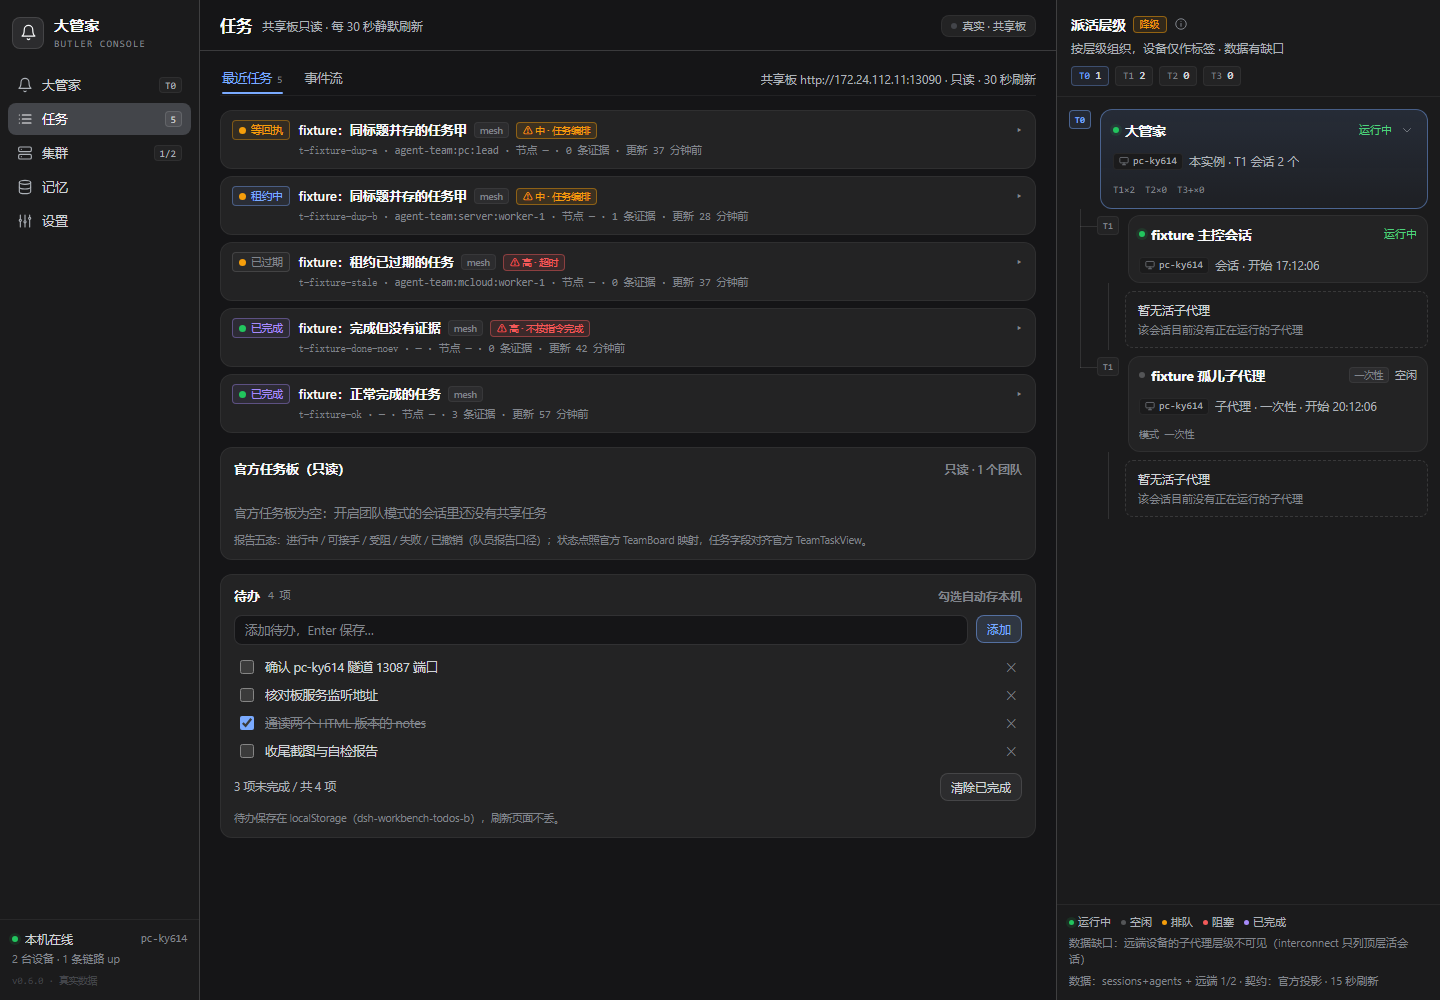 大管家
BUTLER CONSOLE
大管家 T0
任务 5
集群 1/2
记忆
设置
本机在线 pc-ky614
2 台设备 · 1 条链路 up
v0.6.0 · 真实数据
任务 共享板只读 · 每 30 秒静默刷新 真实 · 共享板
最近任务 5 事件流 共享板 http://172.24.112.11:13090 · 只读 · 30 秒刷新
等回执 fixture：同标题并存的任务甲 mesh 中 · 任务编排
t-fixture-dup-a · agent-team:pc:lead · 节点 — · 0 条证据 · 更新 37 分钟前
租约中 fixture：同标题并存的任务甲 mesh 中 · 任务编排
t-fixture-dup-b · agent-team:server:worker-1 · 节点 — · 1 条证据 · 更新 28 分钟前
已过期 fixture：租约已过期的任务 mesh 高 · 超时
t-fixture-stale · agent-team:mcloud:worker-1 · 节点 — · 0 条证据 · 更新 37 分钟前
已完成 fixture：完成但没有证据 mesh 高 · 不按指令完成
t-fixture-done-noev · — · 节点 — · 0 条证据 · 更新 42 分钟前
已完成 fixture：正常完成的任务 mesh
t-fixture-ok · — · 节点 — · 3 条证据 · 更新 57 分钟前
官方任务板（只读） 只读 · 1 个团队
官方任务板为空：开启团队模式的会话里还没有共享任务
报告五态：进行中 / 可接手 / 受阻 / 失败 / 已撤销（队员报告口径）；状态点照官方 TeamBoard 映射，任务字段对齐官方 TeamTaskView。
待办 4 项 勾选自动存本机
添加待办，Enter 保存... 添加
确认 pc-ky614 隧道 13087 端口
核对板服务监听地址
通读两个 HTML 版本的 notes
收尾截图与自检报告
3 项未完成 / 共 4 项 清除已完成
待办保存在 localStorage（dsh-workbench-todos-b），刷新页面不丢。
派活层级 降级
按层级组织，设备仅作标签 · 数据有缺口
T0 1 T1 2 T2 0 T3 0
T0 大管家 运行中
pc-ky614 本实例 · T1 会话 2 个
T1×2 T2×0 T3+×0
T1 fixture 主控会话 运行中
pc-ky614 会话 · 开始 17:12:06
暂无活子代理
该会话目前没有正在运行的子代理
T1 fixture 孤儿子代理 一次性 空闲
pc-ky614 子代理 · 一次性 · 开始 20:12:06
模式 一次性
暂无活子代理
该会话目前没有正在运行的子代理
运行中 空闲 排队 阻塞 已完成
数据缺口：远端设备的子代理层级不可见（interconnect 只列顶层活会
话）
数据：sessions+agents + 远端 1/2 · 契约：官方投影 · 15 秒刷新